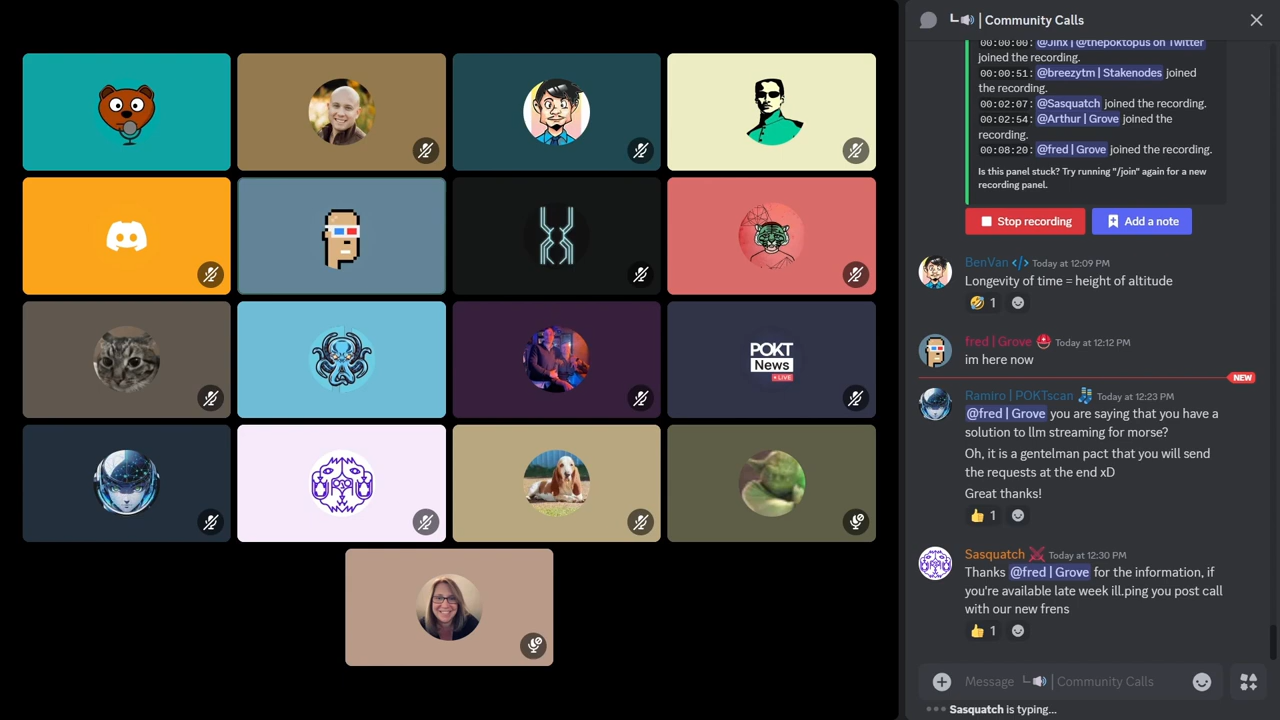 POKT
News
LIVE
Community Calls
00:00:00: @Jinx | @thepoktopus on Twitter
joined the recording.
00:00:51: @breezytm | Stakenodes joined
the recording.
00:02:07: @Sasquatch joined the recording.
00:02:54: @Arthur | Grove joined the
recording.
00:08:20: @fred | Grove joined the recording.
Is this panel stuck? Try running "/join" again for a new
recording panel.
Stop recording
Add a note
BenVan </> Today at 12:09 PM
Longevity of time = height of altitude
1
fred | Grove Today at 12:12 PM
im here now
NEW
Ramiro | POKTscan Today at 12:23 PM
@fred | Grove you are saying that you have a
solution to llm streaming for morse?
Oh, it is a gentelman pact that you will send
the requests at the end xD
Great thanks!
1
Sasquatch Today at 12:30 PM
Thanks @fred | Grove for the information, if
you're available late week ill.ping you post call
with our new frens
1
Message Community Calls
Sasquatch is typing...